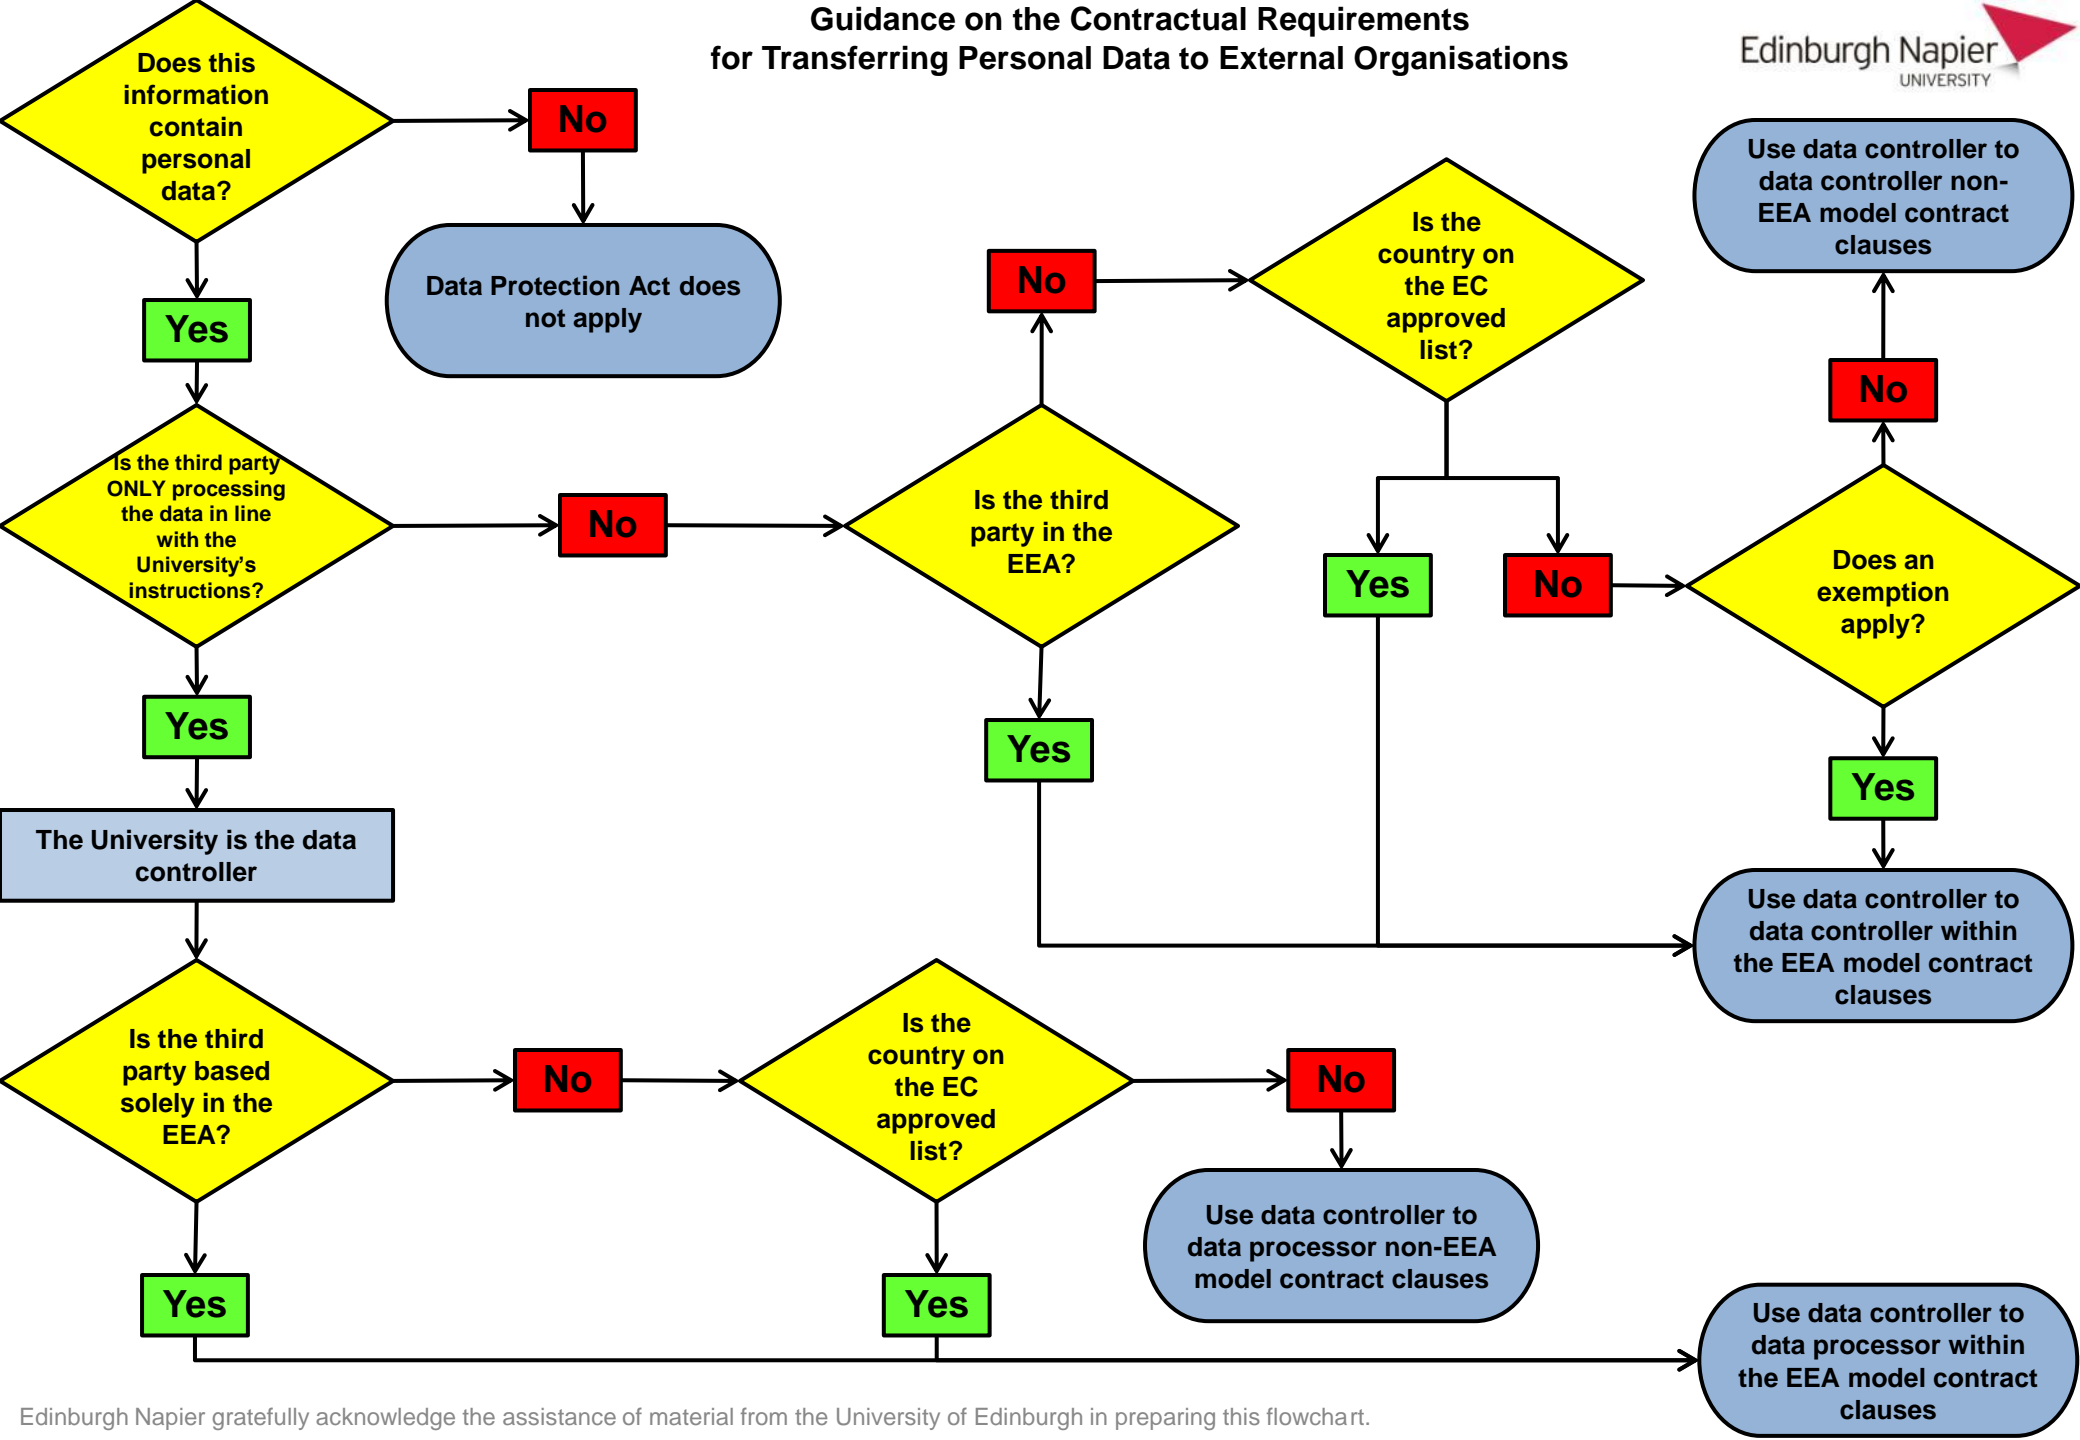 Guidance on the Contractual Requirements
for Transferring Personal Data to External Organisations
Edinburgh Napier
UNIVERSITY
Does this
information
contain
personal
data?
No
Data Protection Act does
not apply
Yes
Is the third party
ONLY processing
the data in line
with the
University’s
instructions?
No
Is the third
party in the
EEA?
No
Is the
country on
the EC
approved
list?
Yes
No
Does an
exemption
apply?
No
Use data controller to
data controller non-
EEA model contract
clauses
Yes
Yes
Use data controller to
data controller within
the EEA model contract
clauses
Yes
The University is the data
controller
Is the third
party based
solely in the
EEA?
No
Is the
country on
the EC
approved
list?
No
Use data controller to
data processor non-EEA
model contract clauses
Yes
Yes
Use data controller to
data processor within
the EEA model contract
clauses
Edinburgh Napier gratefully acknowledge the assistance of material from the University of Edinburgh in preparing this flowchart.